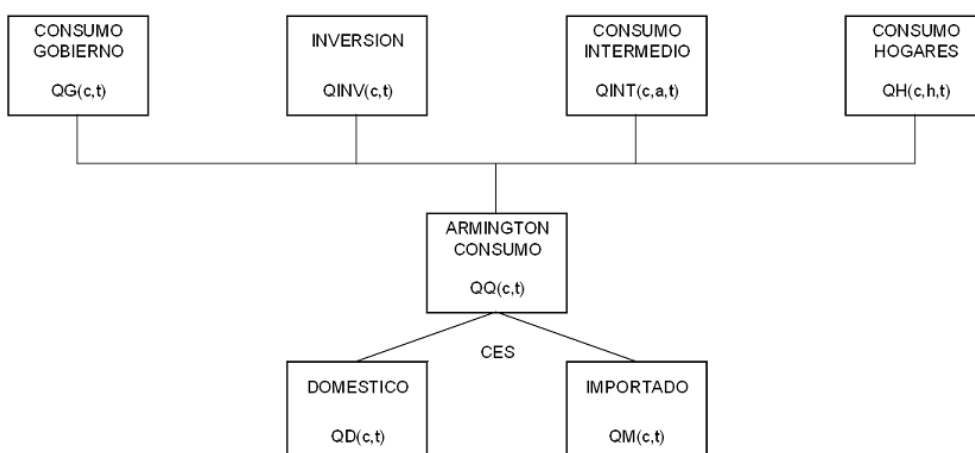 CONSUMO
GOBIERNO
QG(c,t)
INVERSION
QINV(c,t)
CONSUMO
INTERMEDIO
QINT(c,a,t)
CONSUMO
HOGARES
QH(c,h,t)
ARMINGTON
CONSUMO
QQ(c,t)
CES
DOMESTICO
QD(c,t)
IMPORTADO
QM(c,t)